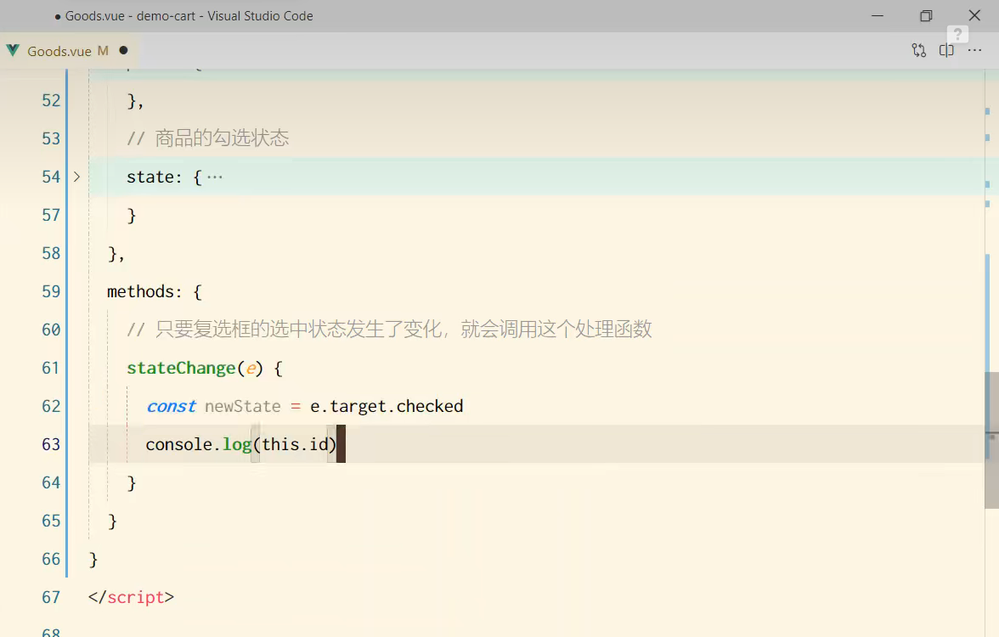 ● Goods.vue - demo-cart - Visual Studio Code
?
Goods.vue M ●
52 },
53 // 商品的勾选状态
54 state: { ···
57 }
58 },
59 methods: {
60 // 只要复选框的选中状态发生了变化，就会调用这个处理函数
61 stateChange(e) {
62 const newState = e.target.checked
63 console.log(this.id)
64 }
65 }
66 }
67 </script>
68